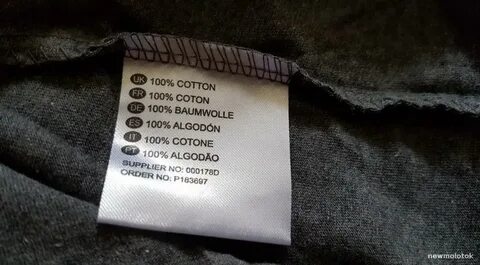 UK 100% COTTON
FR 100% COTON
DE 100% BAUMWOLLE
ES 100% ALGODÓN
IT 100% COTONE
PT 100% ALGODÃO
SUPPLIER NO: 000178D
ORDER NO: P183697
newmolotok